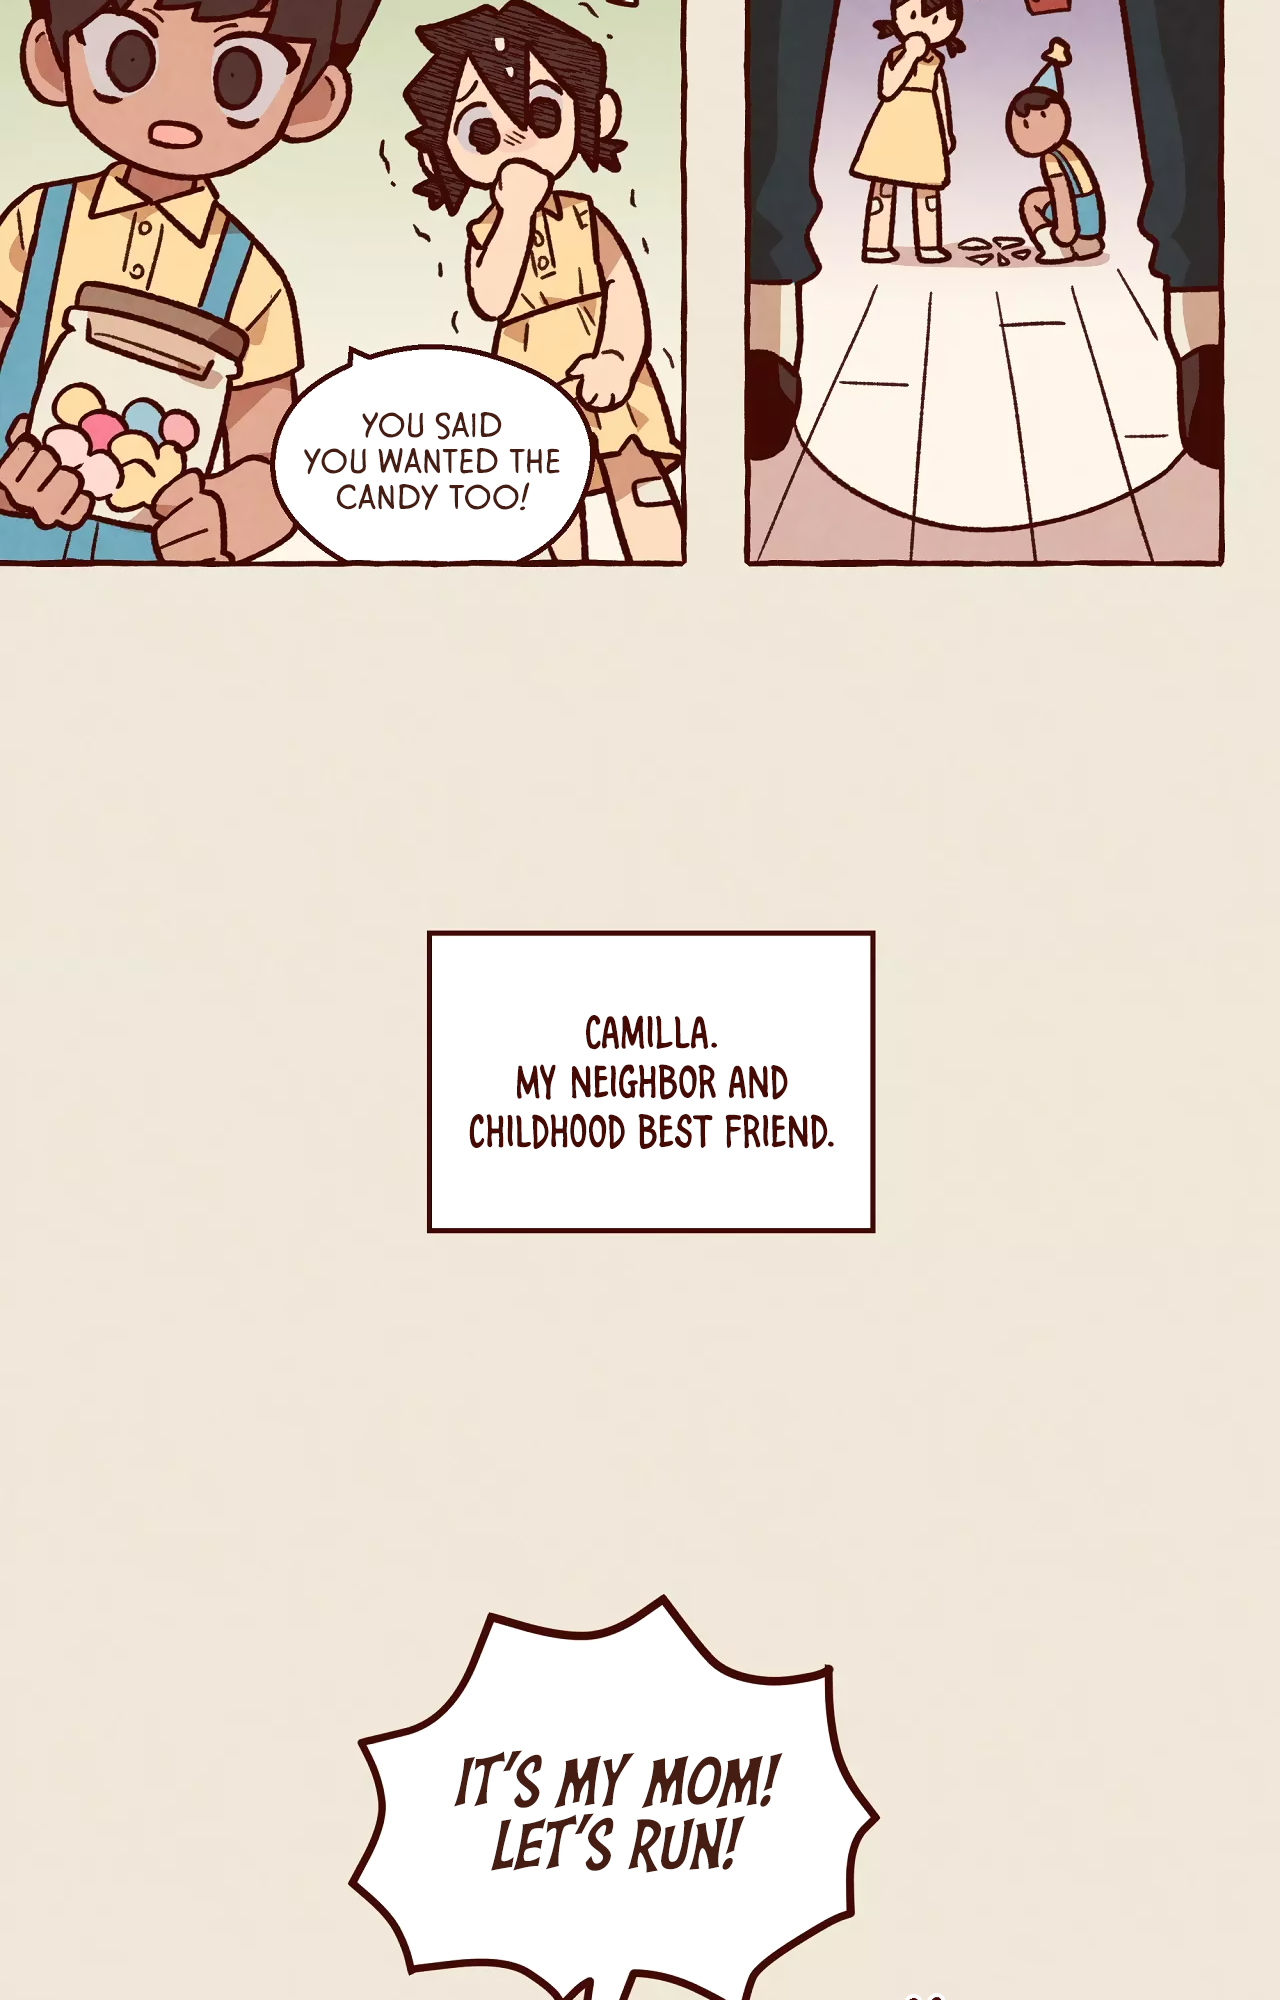 YOU SAID
YOU WANTED THE
CANDY TOO!
CAMILLA.
MY NEIGHBOR AND
CHILDHOOD BEST FRIEND.
IT'S MY MOM!
LET'S RUN!